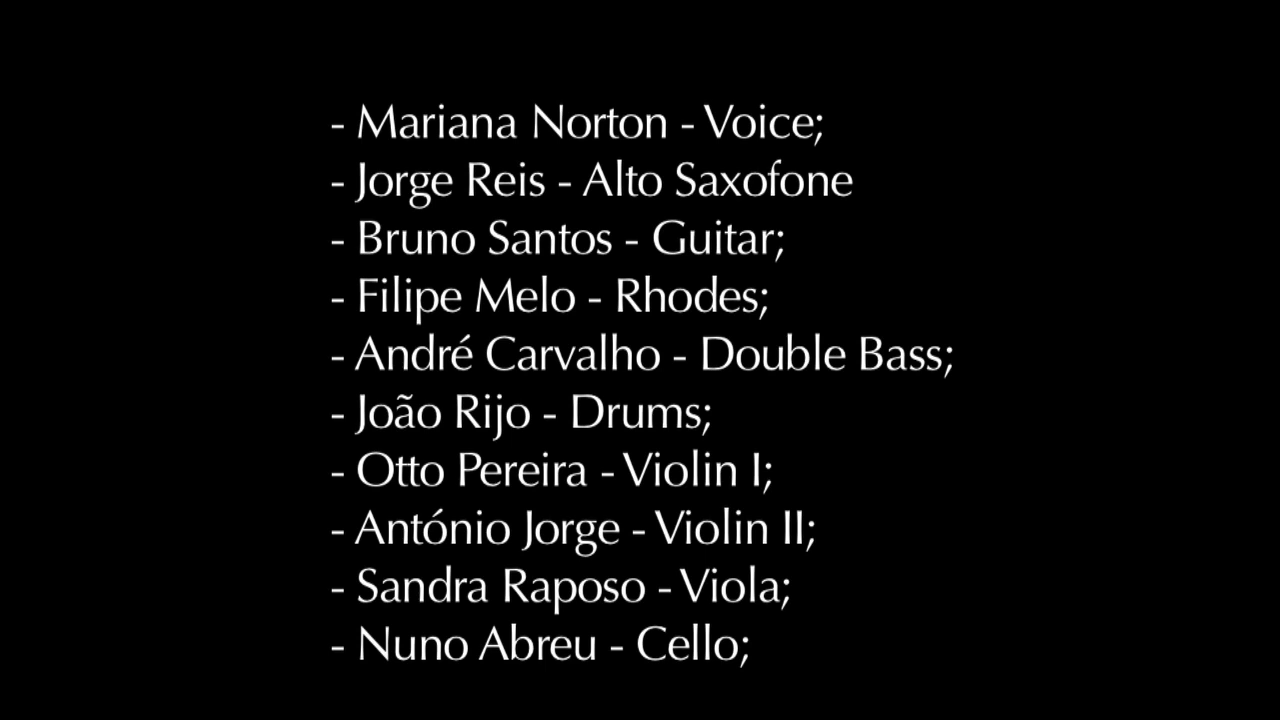 - Mariana Norton - Voice;
- Jorge Reis - Alto Saxofone
- Bruno Santos - Guitar;
- Filipe Melo - Rhodes;
- André Carvalho - Double Bass;
- João Rijo - Drums;
- Otto Pereira - Violin I;
- António Jorge - Violin II;
- Sandra Raposo - Viola;
- Nuno Abreu - Cello;